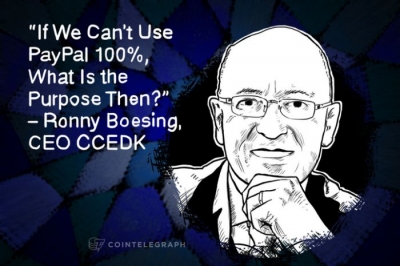 “If We Can’t Use
PayPal 100%,
What Is the
Purpose Then?”
– Ronny Boesing,
CEO CCEDK
COINTELEGRAPH